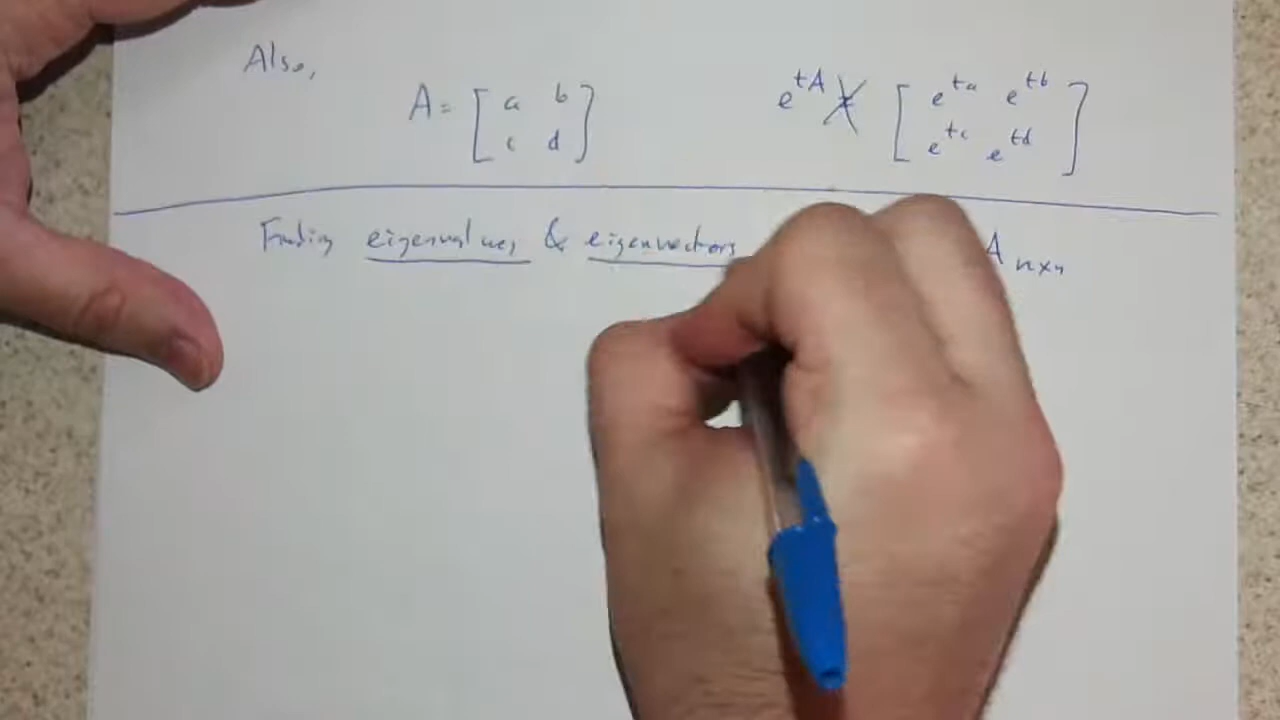 Also,
A = [ a b e^{tA} ≠ [ e^{ta} e^{tb}
c d ] e^{tc} e^{td} ]
Finding eigenvalues & eigenvectors A n×n